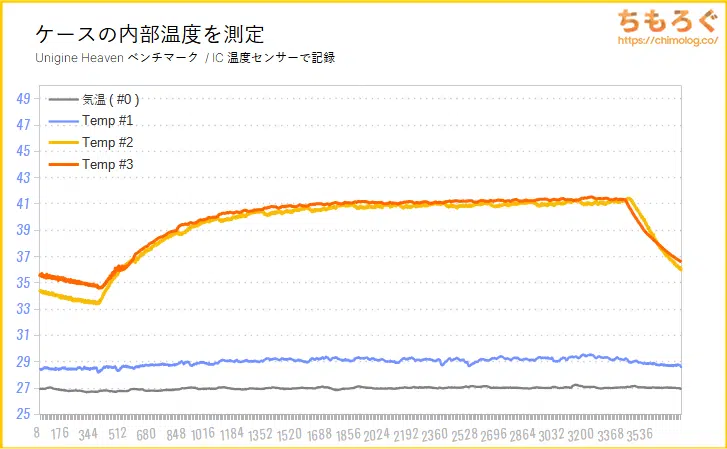 ちもろぐ
https://chimolog.co/
ケースの内部温度を測定
Unigine Heaven ベンチマーク / IC 温度センサーで記録
49
47
45
43
41
39
37
35
33
31
29
27
25
気温 ( #0 )
Temp #1
Temp #2
Temp #3
8 176 344 512 680 848 1016 1184 1352 1520 1688 1856 2024 2192 2360 2528 2696 2864 3032 3200 3368 3536